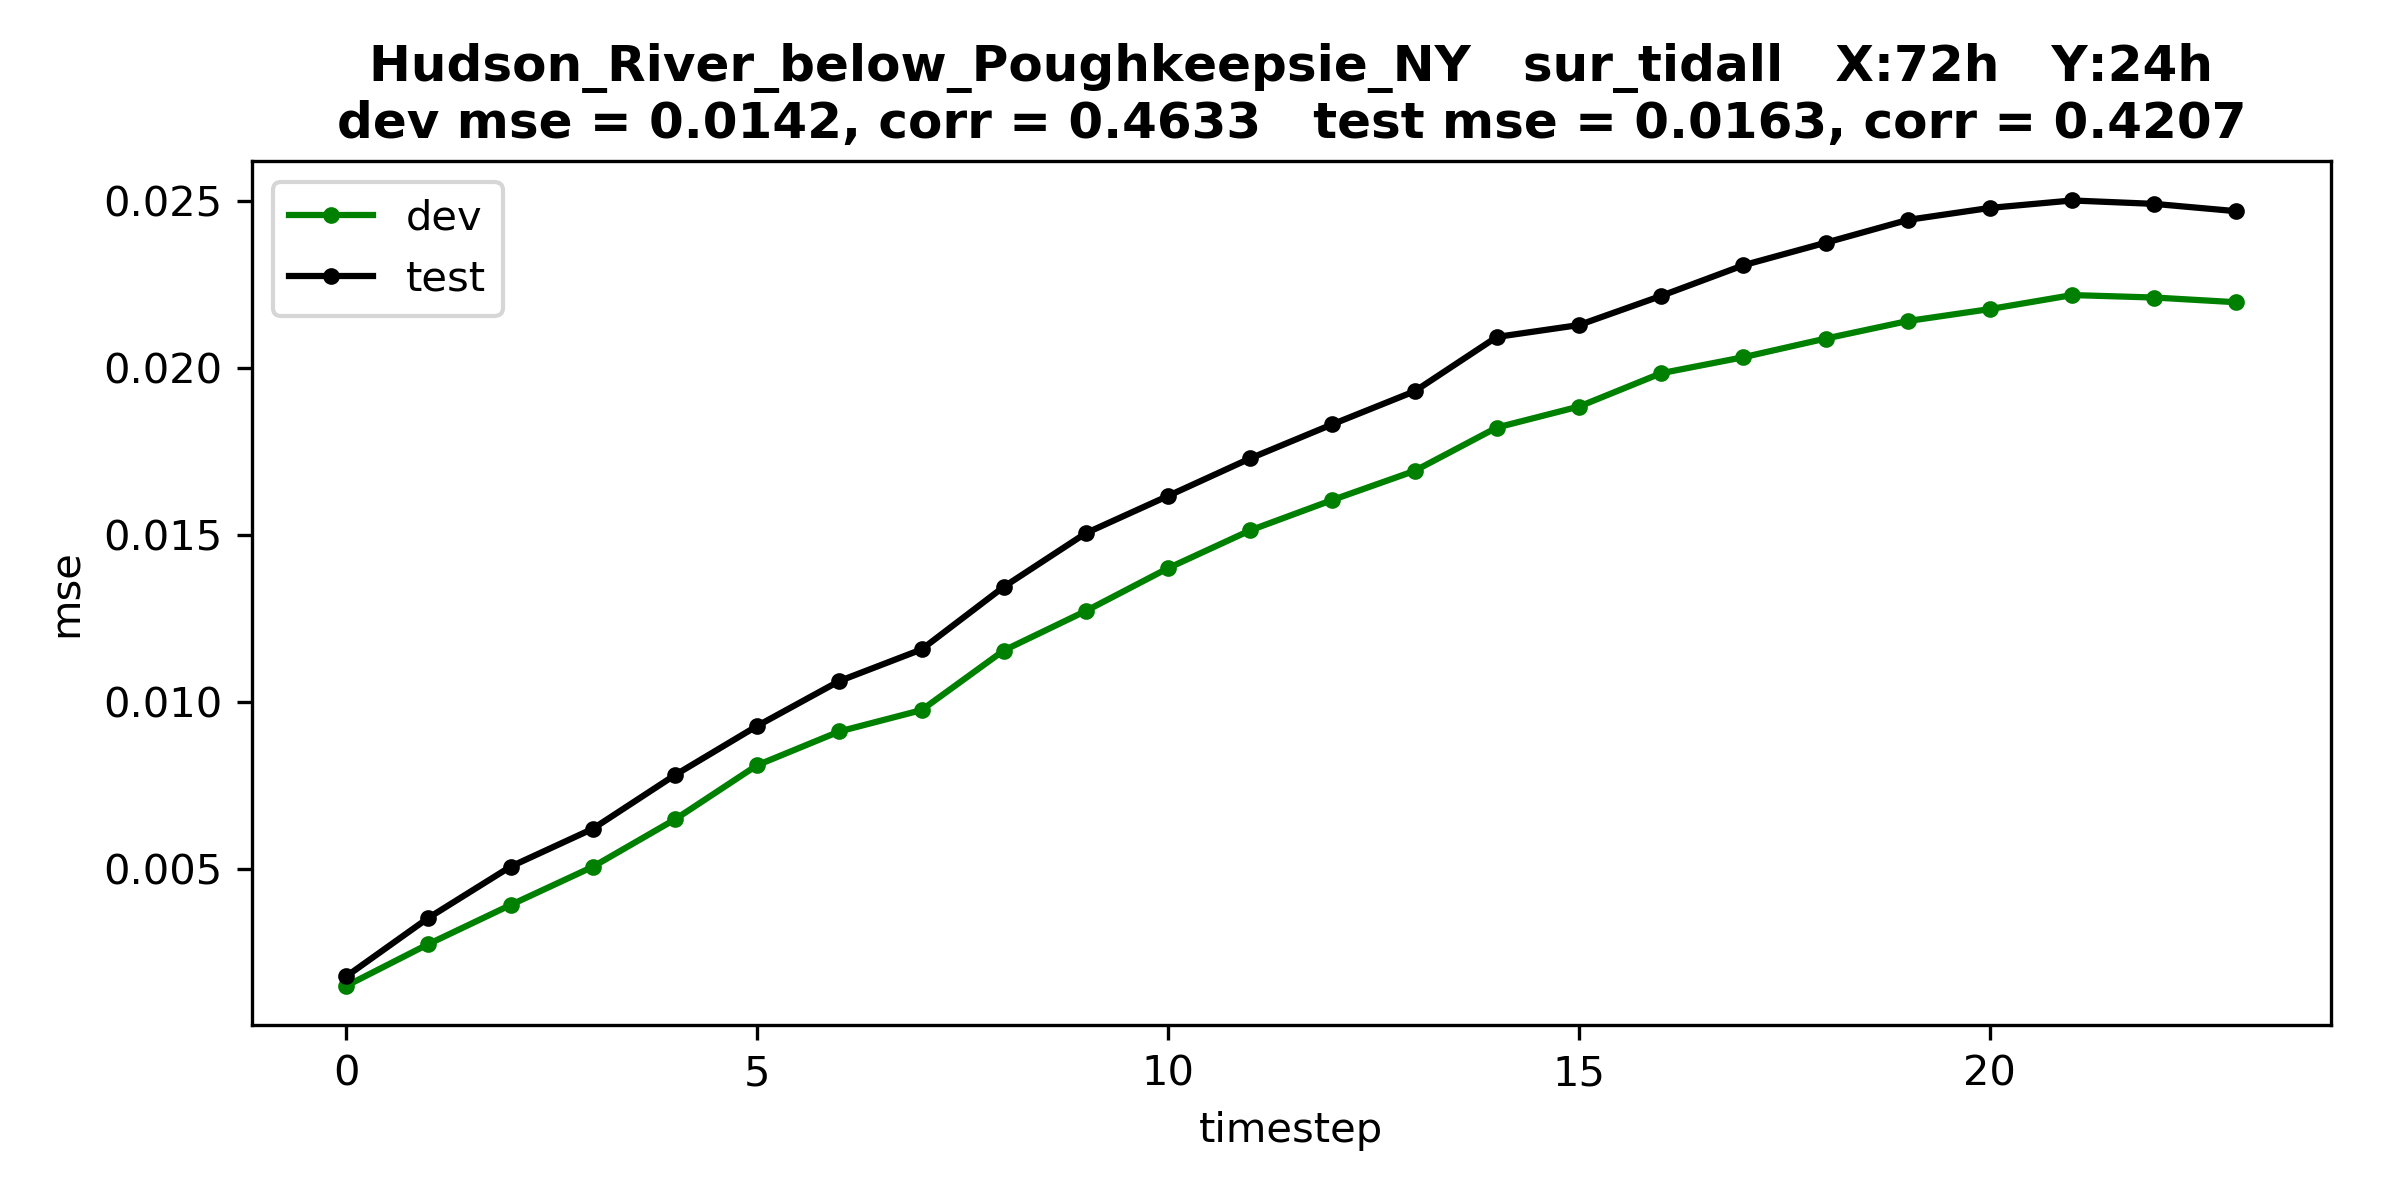 Hudson_River_below_Poughkeepsie_NY   sur_tidall   X:72h   Y:24h
dev mse = 0.0142, corr = 0.4633   test mse = 0.0163, corr = 0.4207
dev
test
0.025
0.020
0.015
0.010
0.005
mse
0 5 10 15 20
timestep